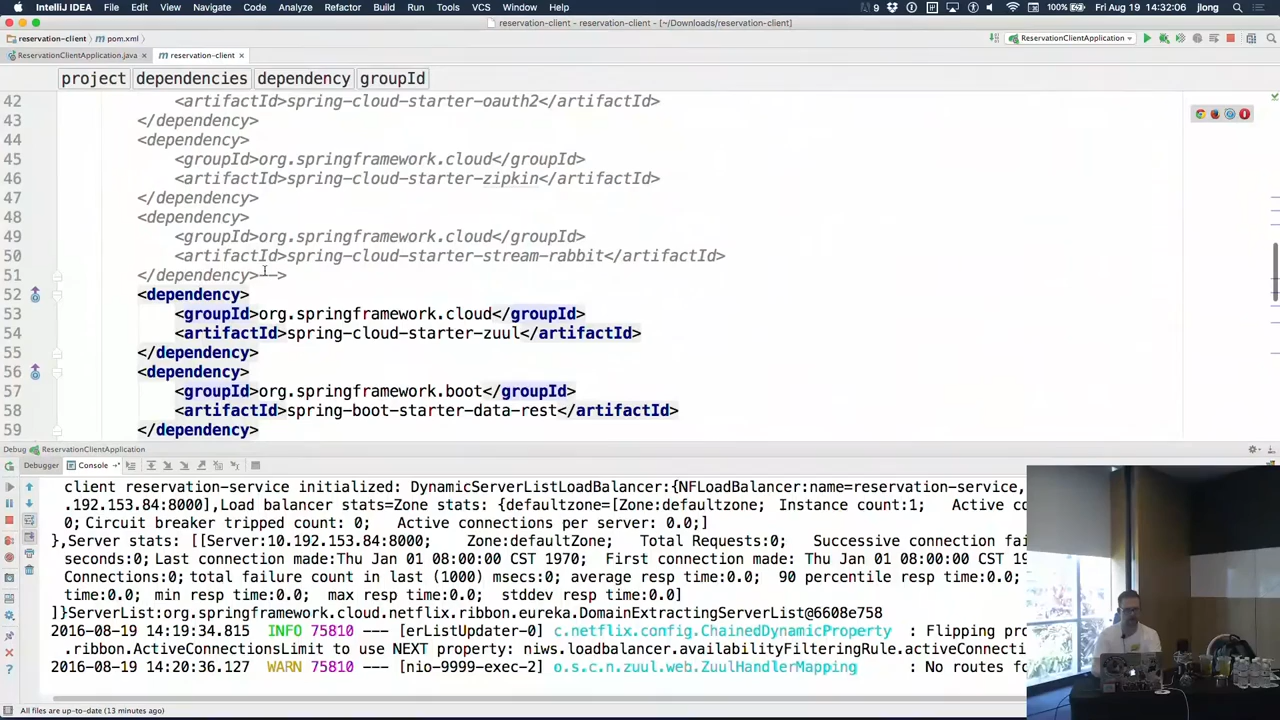 IntelliJ IDEA File Edit View Navigate Code Analyze Refactor Build Run Tools VCS Window Help 9 100% Fri Aug 19 14:32:06 jlong
reservation-client - reservation-client - [~/Downloads/reservation-client]
reservation-client pom.xml ReservationClientApplication
ReservationClientApplication.java reservation-client
project dependencies dependency groupId
42 <artifactId>spring-cloud-starter-oauth2</artifactId>
43 </dependency>
44 <dependency>
45 <groupId>org.springframework.cloud</groupId>
46 <artifactId>spring-cloud-starter-zipkin</artifactId>
47 </dependency>
48 <dependency>
49 <groupId>org.springframework.cloud</groupId>
50 <artifactId>spring-cloud-starter-stream-rabbit</artifactId>
51 </dependency>-->
52 <dependency>
53 <groupId>org.springframework.cloud</groupId>
54 <artifactId>spring-cloud-starter-zuul</artifactId>
55 </dependency>
56 <dependency>
57 <groupId>org.springframework.boot</groupId>
58 <artifactId>spring-boot-starter-data-rest</artifactId>
59 </dependency>
Debug ReservationClientApplication
Debugger Console
client reservation-service initialized: DynamicServerListLoadBalancer:{NFLoadBalancer:name=reservation-service,
.192.153.84:8000],Load balancer stats=Zone stats: {defaultzone=[Zone:defaultzone; Instance count:1; Active co
0; Circuit breaker tripped count: 0; Active connections per server: 0.0;]
},Server stats: [[Server:10.192.153.84:8000; Zone:defaultZone; Total Requests:0; Successive connection fai
seconds:0; Last connection made:Thu Jan 01 08:00:00 CST 1970; First connection made: Thu Jan 01 08:00:00 CST 19
Connections:0; total failure count in last (1000) msecs:0; average resp time:0.0; 90 percentile resp time:0.0;
time:0.0; min resp time:0.0; max resp time:0.0; stddev resp time:0.0]
]}ServerList:org.springframework.cloud.netflix.ribbon.eureka.DomainExtractingServerList@6608e758
2016-08-19 14:19:34.815 INFO 75810 --- [erListUpdater-0] c.netflix.config.ChainedDynamicProperty : Flipping pro
.ribbon.ActiveConnectionsLimit to use NEXT property: niws.loadbalancer.availabilityFilteringRule.activeConnecti
2016-08-19 14:20:36.127 WARN 75810 --- [nio-9999-exec-2] o.s.c.n.zuul.web.ZuulHandlerMapping : No routes fo
All files are up-to-date (13 minutes ago)